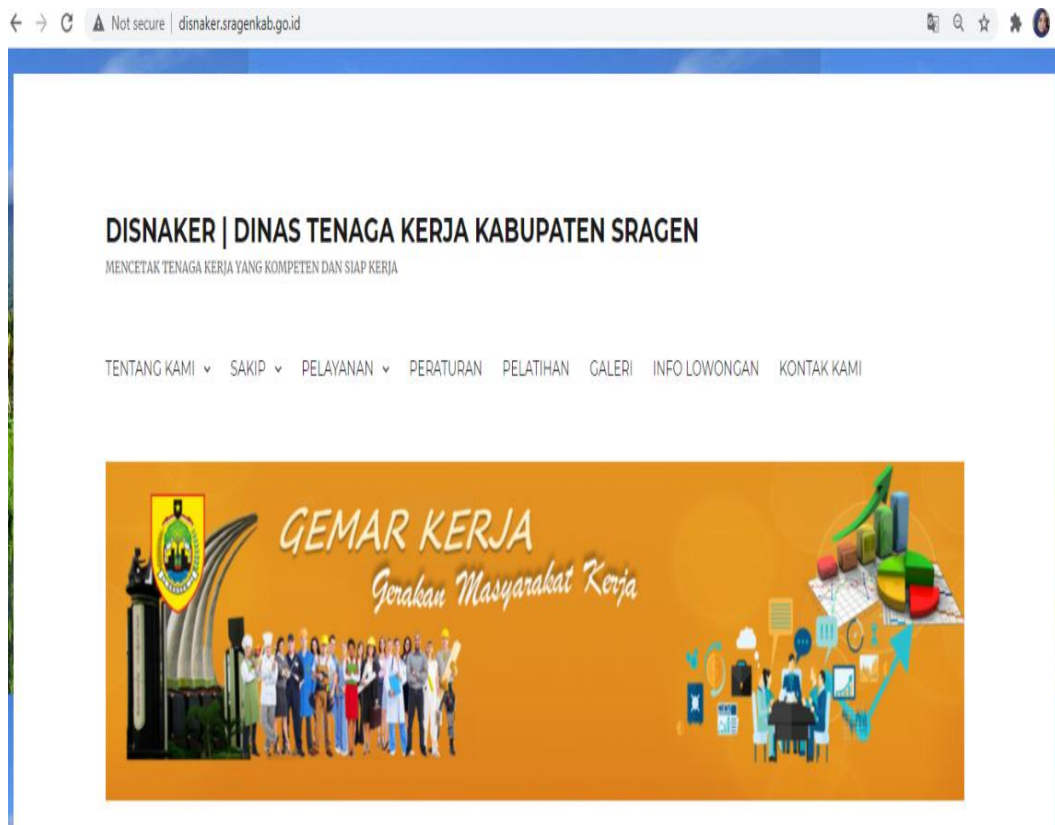 Not secure | disnaker.sragenkab.go.id
DISNAKER | DINAS TENAGA KERJA KABUPATEN SRAGEN
MENCETAK TENAGA KERJA YANG KOMPETEN DAN SIAP KERJA
TENTANG KAMI SAKIP PELAYANAN PERATURAN PELATIHAN GALERI INFO LOWONGAN KONTAK KAMI
GEMAR KERJA
Gerakan Masyarakat Kerja
NEWS